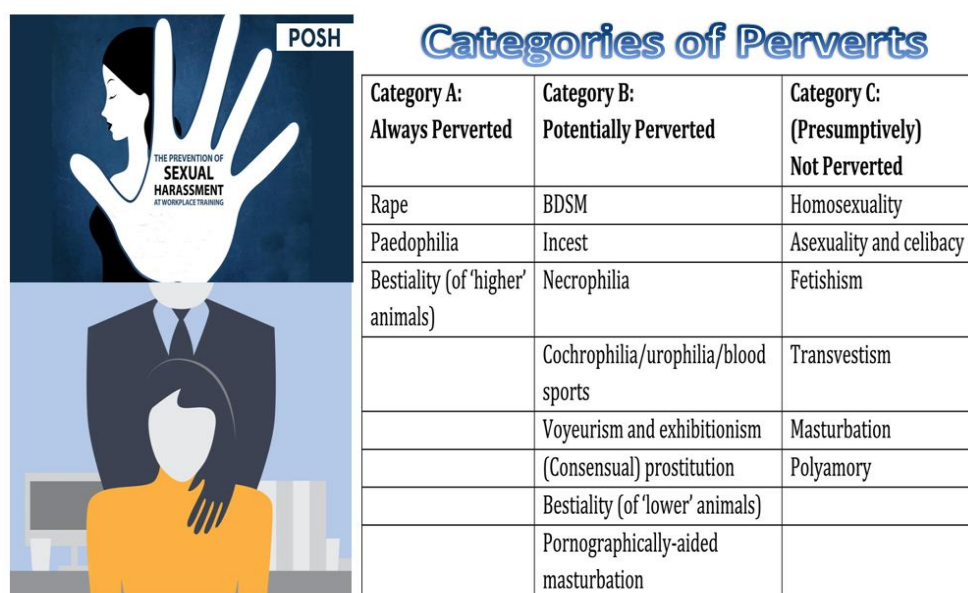 POSH
THE PREVENTION OF
SEXUAL
HARASSMENT
AT WORKPLACE TRAINING
Categories of Perverts
Category A:
Always Perverted
Category B:
Potentially Perverted
Category C:
(Presumptively)
Not Perverted
Rape
BDSM
Homosexuality
Paedophilia
Incest
Asexuality and celibacy
Bestiality (of ‘higher’
animals)
Necrophilia
Fetishism
Cochrophilia/urophilia/blood
sports
Transvestism
Voyeurism and exhibitionism
Masturbation
(Consensual) prostitution
Polyamory
Bestiality (of ‘lower’ animals)
Pornographically-aided
masturbation